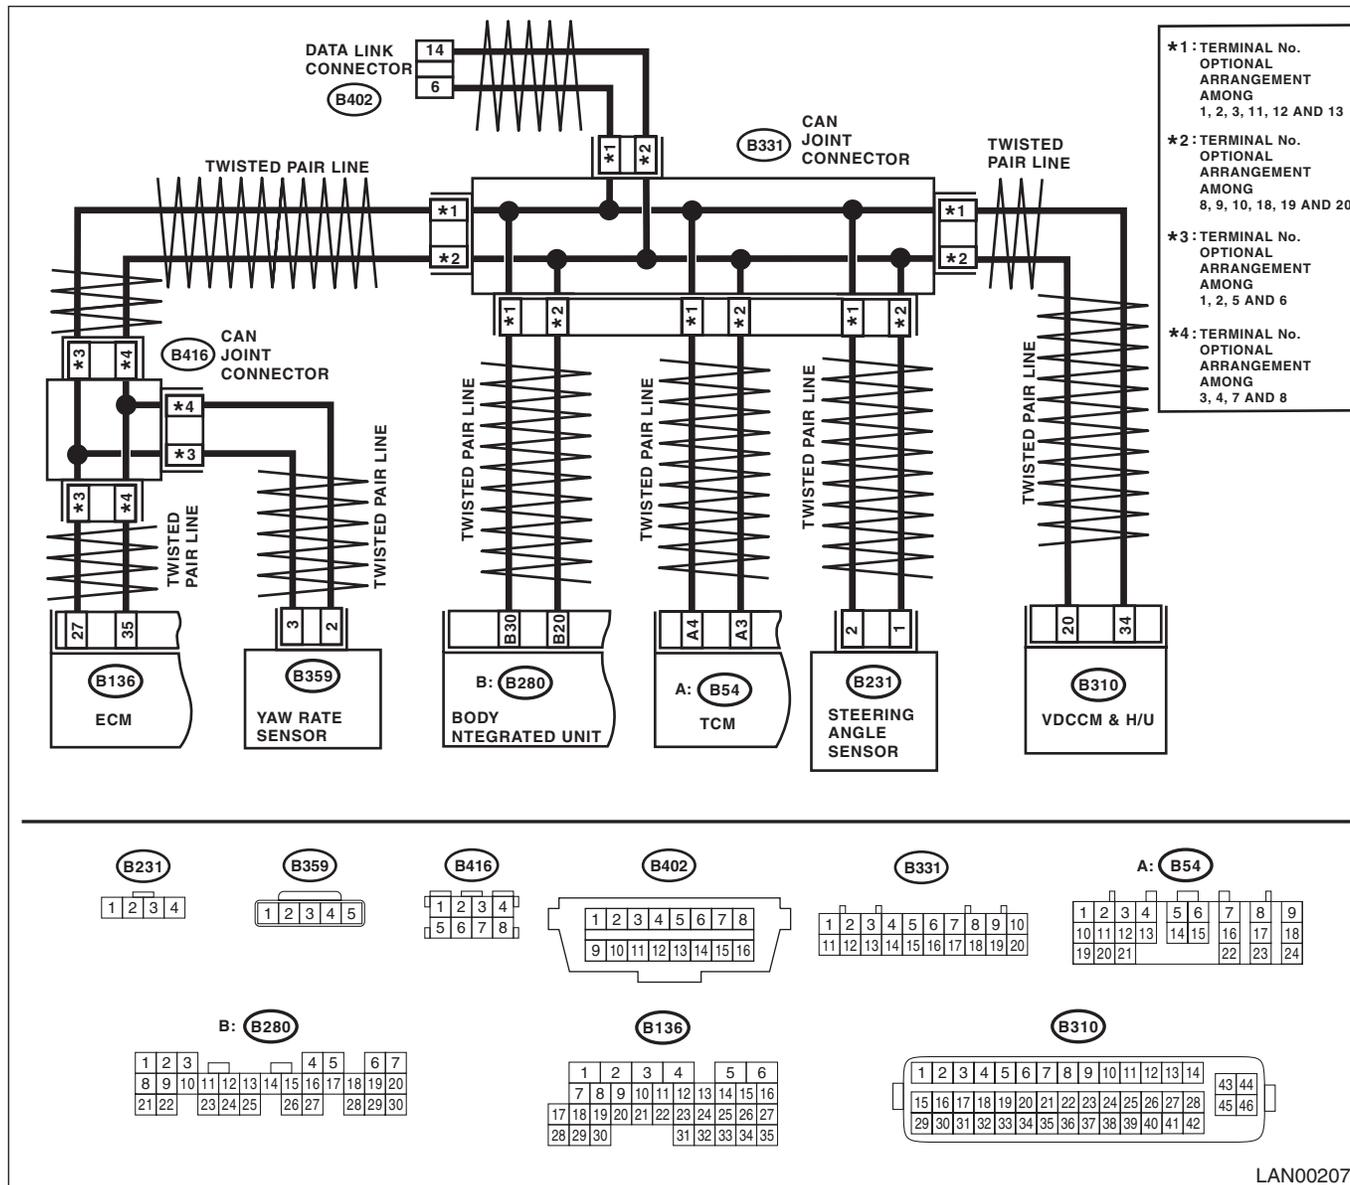 DATA LINK
CONNECTOR
B402
14
6
*1
*2
B331
CAN
JOINT
CONNECTOR
TWISTED PAIR LINE
TWISTED
PAIR LINE
*1
*2
*1
*2
*1: TERMINAL No.
OPTIONAL
ARRANGEMENT
AMONG
1, 2, 3, 11, 12 AND 13
*2: TERMINAL No.
OPTIONAL
ARRANGEMENT
AMONG
8, 9, 10, 18, 19 AND 20
*3: TERMINAL No.
OPTIONAL
ARRANGEMENT
AMONG
1, 2, 5 AND 6
*4: TERMINAL No.
OPTIONAL
ARRANGEMENT
AMONG
3, 4, 7 AND 8
*1 *2 *1 *2 *1 *2
*3 *4
B416
CAN
JOINT
CONNECTOR
*4
*3
*3 *4
TWISTED
PAIR LINE
TWISTED PAIR LINE
TWISTED PAIR LINE
TWISTED PAIR LINE
TWISTED PAIR LINE
TWISTED PAIR LINE
27 35
B136
ECM
3 2
B359
YAW RATE
SENSOR
B30 B20
B: B280
BODY
NTEGRATED UNIT
A4 A3
A: B54
TCM
2 1
B231
STEERING
ANGLE
SENSOR
20 34
B310
VDCCM & H/U
B231
1 2 3 4
B359
1 2 3 4 5
B416
1 2 3 4
5 6 7 8
B402
1 2 3 4 5 6 7 8
9 10 11 12 13 14 15 16
B331
1 2 3 4 5 6 7 8 9 10
11 12 13 14 15 16 17 18 19 20
A: B54
1 2 3 4 5 6 7 8 9
10 11 12 13 14 15 16 17 18
19 20 21 22 23 24
B: B280
1 2 3 4 5 6 7
8 9 10 11 12 13 14 15 16 17 18 19 20
21 22 23 24 25 26 27 28 29 30
B136
1 2 3 4 5 6
7 8 9 10 11 12 13 14 15 16
17 18 19 20 21 22 23 24 25 26 27
28 29 30 31 32 33 34 35
B310
1 2 3 4 5 6 7 8 9 10 11 12 13 14
15 16 17 18 19 20 21 22 23 24 25 26 27 28
29 30 31 32 33 34 35 36 37 38 39 40 41 42
43 44
45 46
LAN00207